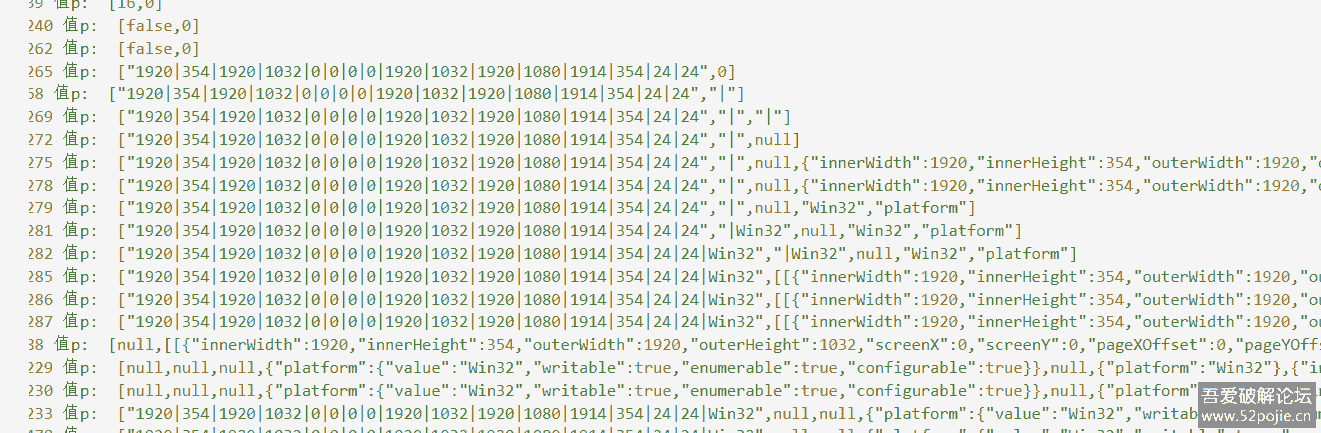 39 值p: [16,0]
240 值p: [false,0]
262 值p: [false,0]
265 值p: ["1920|354|1920|1032|0|0|0|0|1920|1032|1920|1080|1914|354|24|24",0]
68 值p: ["1920|354|1920|1032|0|0|0|0|1920|1032|1920|1080|1914|354|24|24","|"]
269 值p: ["1920|354|1920|1032|0|0|0|0|1920|1032|1920|1080|1914|354|24|24","|","|"]
272 值p: ["1920|354|1920|1032|0|0|0|0|1920|1032|1920|1080|1914|354|24|24","|",null]
275 值p: ["1920|354|1920|1032|0|0|0|0|1920|1032|1920|1080|1914|354|24|24","|",null,{"innerWidth":1920,"innerHeight":354,"outerWidth":1920,"
278 值p: ["1920|354|1920|1032|0|0|0|0|1920|1032|1920|1080|1914|354|24|24","|",null,{"innerWidth":1920,"innerHeight":354,"outerWidth":1920,"
279 值p: ["1920|354|1920|1032|0|0|0|0|1920|1032|1920|1080|1914|354|24|24","|",null,"Win32","platform"]
281 值p: ["1920|354|1920|1032|0|0|0|0|1920|1032|1920|1080|1914|354|24|24","|Win32",null,"Win32","platform"]
282 值p: ["1920|354|1920|1032|0|0|0|0|1920|1032|1920|1080|1914|354|24|24|Win32","|Win32",null,"Win32","platform"]
285 值p: ["1920|354|1920|1032|0|0|0|0|1920|1032|1920|1080|1914|354|24|24|Win32",[[{"innerWidth":1920,"innerHeight":354,"outerWidth":1920,"ou
286 值p: ["1920|354|1920|1032|0|0|0|0|1920|1032|1920|1080|1914|354|24|24|Win32",[[{"innerWidth":1920,"innerHeight":354,"outerWidth":1920,"ou
287 值p: ["1920|354|1920|1032|0|0|0|0|1920|1032|1920|1080|1914|354|24|24|Win32",[[{"innerWidth":1920,"innerHeight":354,"outerWidth":1920,"ou
38 值p: [null,[[{"innerWidth":1920,"innerHeight":354,"outerWidth":1920,"outerHeight":1032,"screenX":0,"screenY":0,"pageXOffset":0,"pageYOffs
229 值p: [null,null,null,{"platform":{"value":"Win32","writable":true,"enumerable":true,"configurable":true}},null,{"platform":"Win32"},{"in
230 值p: [null,null,null,{"platform":{"value":"Win32","writable":true,"enumerable":true,"configurable":true}},null,{"platform"
233 值p: ["1920|354|1920|1032|0|0|0|0|1920|1032|1920|1080|1914|354|24|24|Win32",null,null,{"platform":{"value":"Win32","writab
吾爱破解论坛
www.52pojie.cn